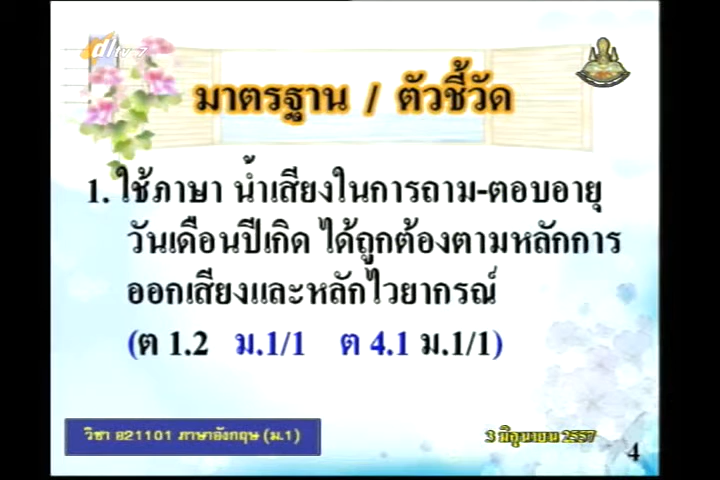 dltv 7
มาตรฐาน / ตัวชี้วัด
1. ใช้ภาษา น้ำเสียงในการถาม-ตอบอายุ
วันเดือนปีเกิด ได้ถูกต้องตามหลักการ
ออกเสียงและหลักไวยากรณ์
(ต 1.2 ม.1/1 ต 4.1 ม.1/1)
วิชา อ21101 ภาษาอังกฤษ (ม.1)
3 มิถุนายน 2557
4